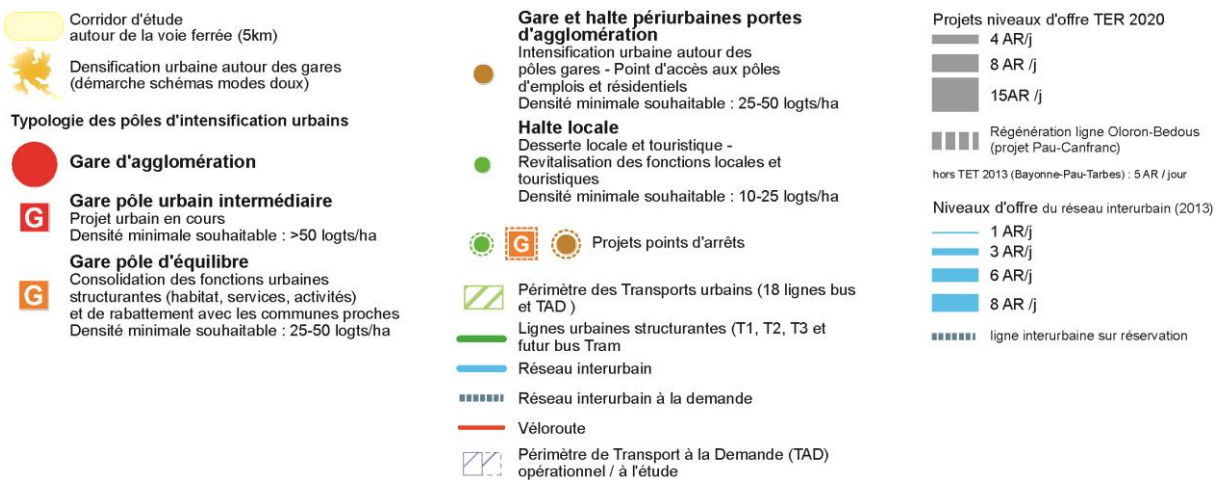 Corridor d'étude
autour de la voie ferrée (5km)
Densification urbaine autour des gares
(démarche schémas modes doux)
Typologie des pôles d'intensification urbains
Gare d'agglomération
G
Gare pôle urbain intermédiaire
Projet urbain en cours
Densité minimale souhaitable : >50 logts/ha
G
Gare pôle d'équilibre
Consolidation des fonctions urbaines
structurantes (habitat, services, activités)
et de rabattement avec les communes proches
Densité minimale souhaitable : 25-50 logts/ha
Gare et halte périurbaines portes
d'agglomération
Intensification urbaine autour des
pôles gares - Point d'accès aux pôles
d'emplois et résidentiels
Densité minimale souhaitable : 25-50 logts/ha
Halte locale
Desserte locale et touristique -
Revitalisation des fonctions locales et
touristiques
Densité minimale souhaitable : 10-25 logts/ha
G
Projets points d'arrêts
Périmètre des Transports urbains (18 lignes bus
et TAD )
Lignes urbaines structurantes (T1, T2, T3 et
futur bus Tram
Réseau interurbain
Réseau interurbain à la demande
Véloroute
Périmètre de Transport à la Demande (TAD)
opérationnel / à l'étude
Projets niveaux d'offre TER 2020
4 AR/j
8 AR /j
15AR /j
Régénération ligne Oloron-Bedous
(projet Pau-Canfranc)
hors TET 2013 (Bayonne-Pau-Tarbes) : 5 AR / jour
Niveaux d'offre du réseau interurbain (2013)
1 AR/j
3 AR/j
6 AR/j
8 AR /j
ligne interurbaine sur réservation